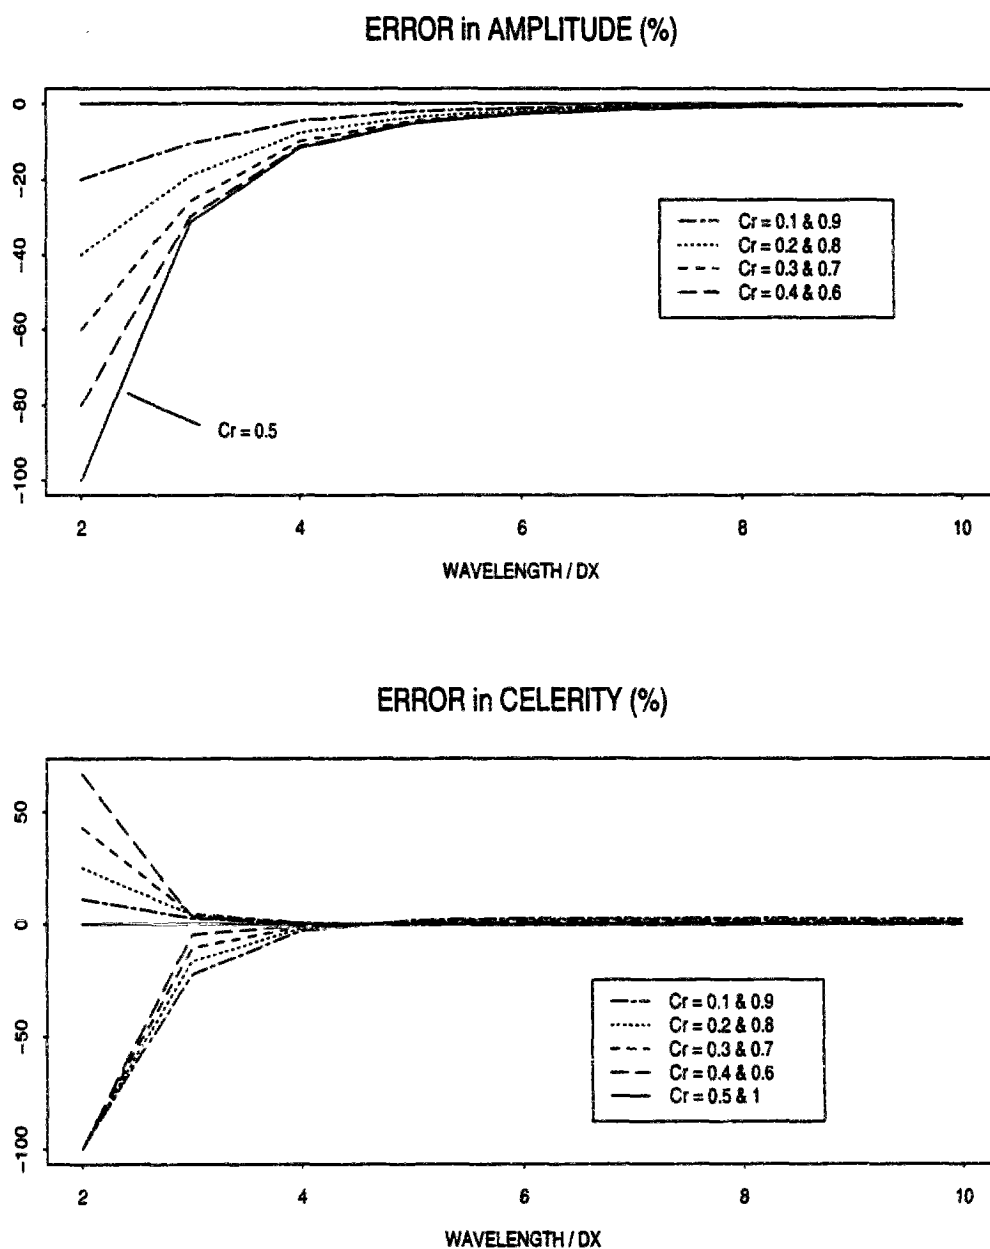 ERROR in AMPLITUDE (%)
0
-20
-40
-60
-80
-100
Cr = 0.1 & 0.9
Cr = 0.2 & 0.8
Cr = 0.3 & 0.7
Cr = 0.4 & 0.6
Cr = 0.5
2 4 6 8 10
WAVELENGTH / DX
ERROR in CELERITY (%)
50
0
-50
-100
Cr = 0.1 & 0.9
Cr = 0.2 & 0.8
Cr = 0.3 & 0.7
Cr = 0.4 & 0.6
Cr = 0.5 & 1
2 4 6 8 10
WAVELENGTH / DX